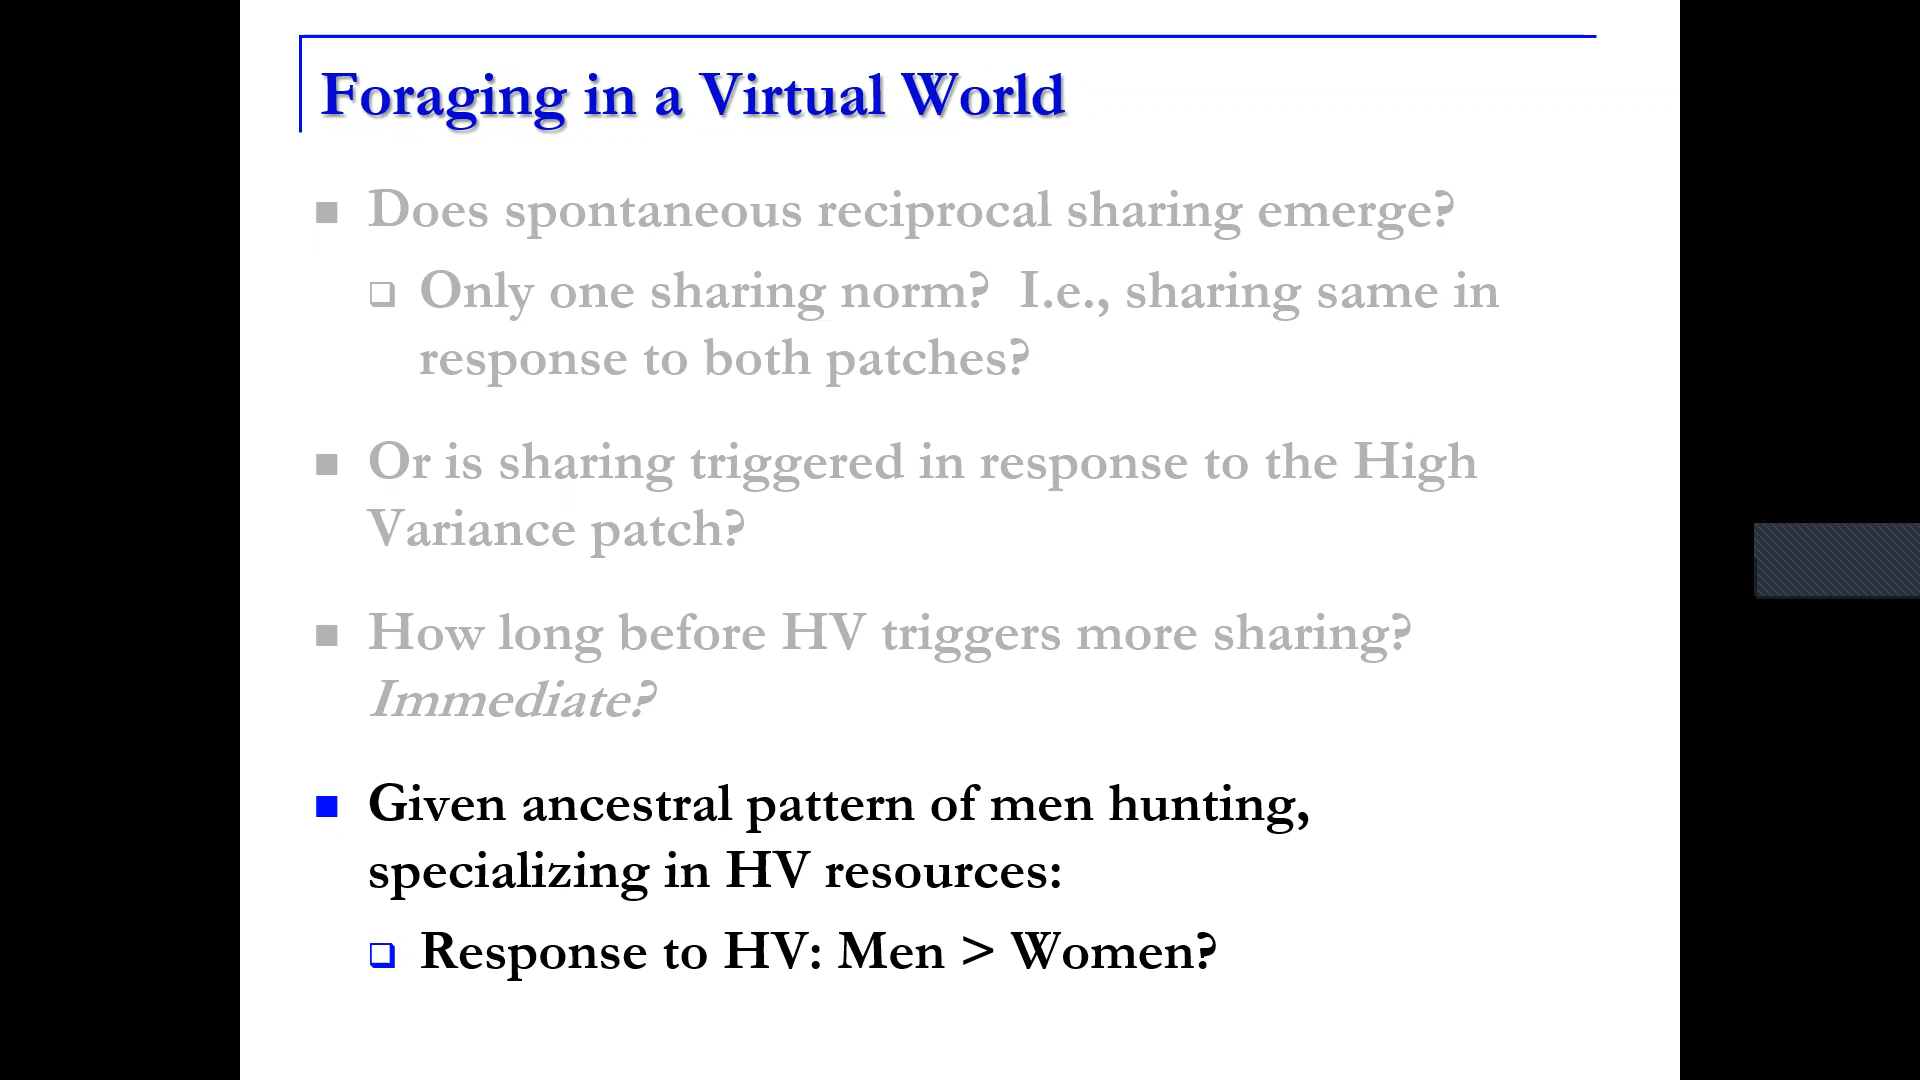 Foraging in a Virtual World
Does spontaneous reciprocal sharing emerge?
Only one sharing norm?  I.e., sharing same in
response to both patches?
Or is sharing triggered in response to the High
Variance patch?
How long before HV triggers more sharing?
Immediate?
Given ancestral pattern of men hunting,
specializing in HV resources:
Response to HV: Men > Women?